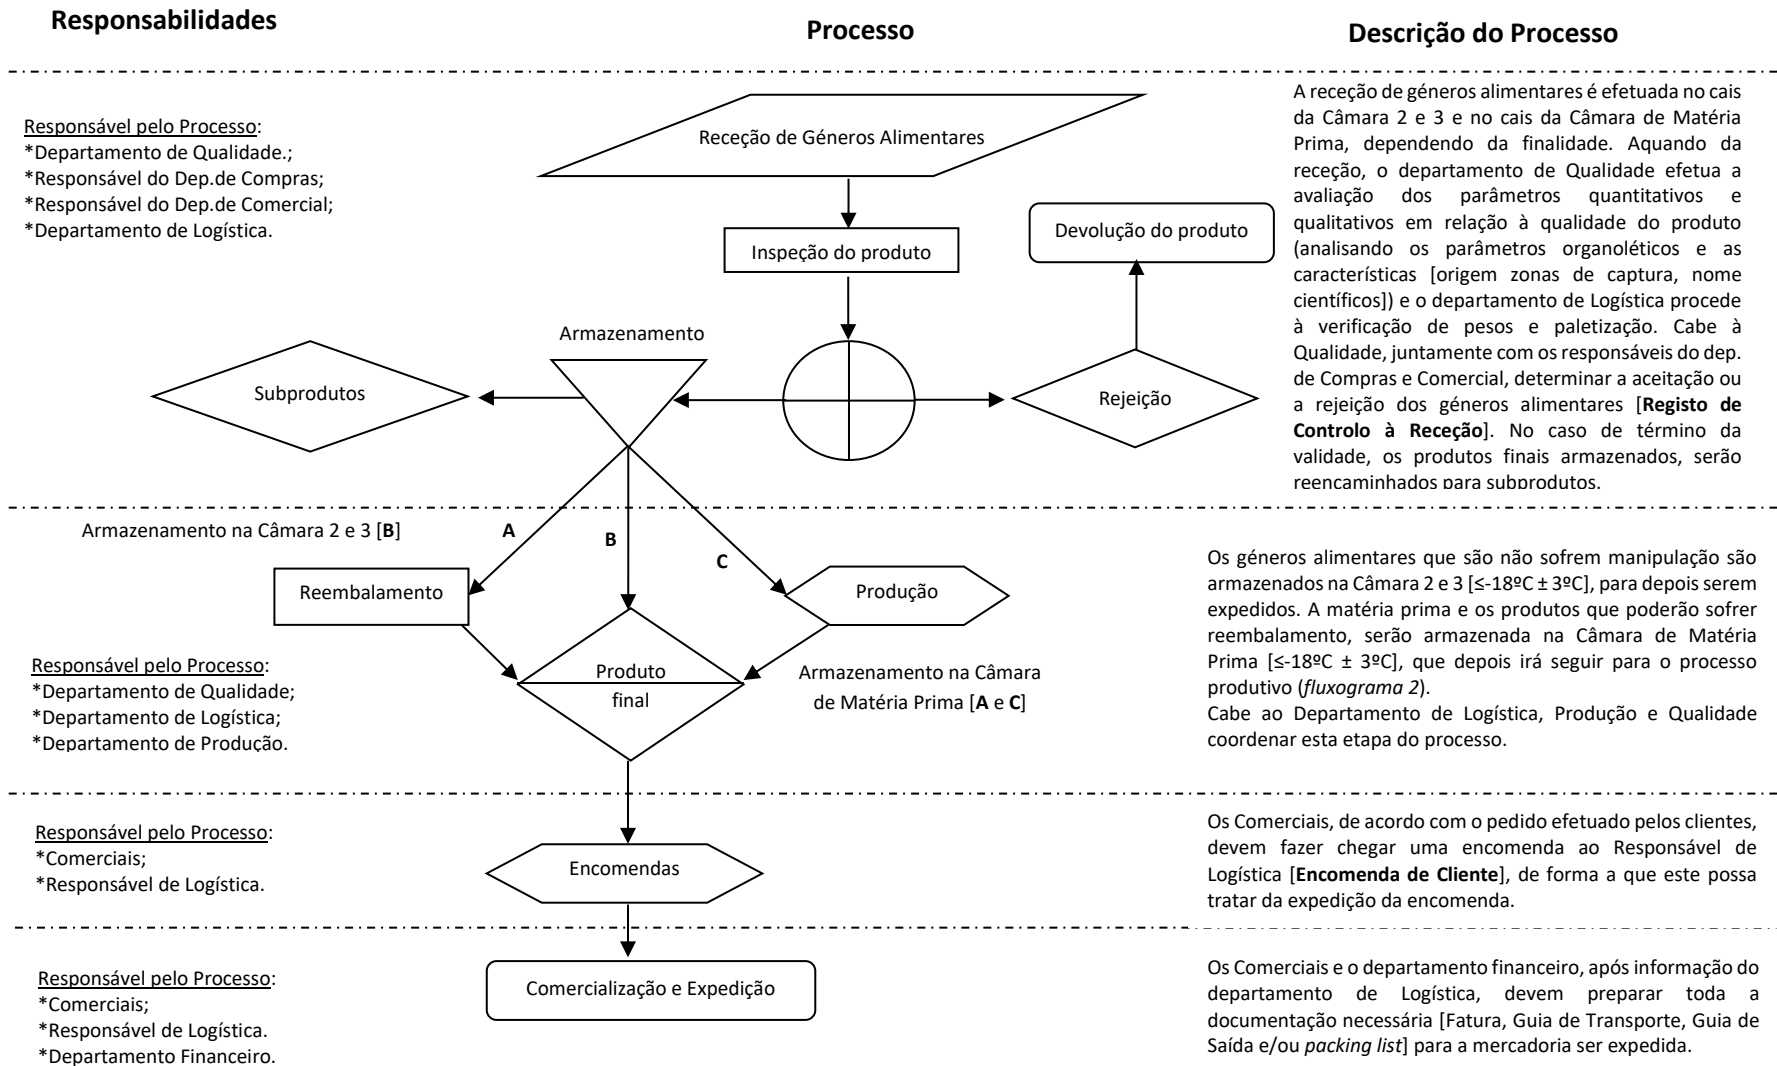 Responsabilidades
Processo
Descrição do Processo
Responsável pelo Processo:
*Departamento de Qualidade.;
*Responsável do Dep.de Compras;
*Responsável do Dep.de Comercial;
*Departamento de Logística.
Receção de Géneros Alimentares
Inspeção do produto
Devolução do produto
Armazenamento
Subprodutos
Rejeição
A receção de géneros alimentares é efetuada no cais
da Câmara 2 e 3 e no cais da Câmara de Matéria
Prima, dependendo da finalidade. Aquando da
receção, o departamento de Qualidade efetua a
avaliação dos parâmetros quantitativos e
qualitativos em relação à qualidade do produto
(analisando os parâmetros organoléticos e as
características [origem zonas de captura, nome
científicos]) e o departamento de Logística procede
à verificação de pesos e paletização. Cabe à
Qualidade, juntamente com os responsáveis do dep.
de Compras e Comercial, determinar a aceitação ou
a rejeição dos géneros alimentares [Registo de
Controlo à Receção]. No caso de término da
validade, os produtos finais armazenados, serão
reencaminhados para subprodutos.
Armazenamento na Câmara 2 e 3 [B]
A
B
C
Reembalamento
Produção
Responsável pelo Processo:
*Departamento de Qualidade;
*Departamento de Logística;
*Departamento de Produção.
Produto
final
Armazenamento na Câmara
de Matéria Prima [A e C]
Os géneros alimentares que são não sofrem manipulação são
armazenados na Câmara 2 e 3 [≤-18ºC ± 3ºC], para depois serem
expedidos. A matéria prima e os produtos que poderão sofrer
reembalamento, serão armazenada na Câmara de Matéria
Prima [≤-18ºC ± 3ºC], que depois irá seguir para o processo
produtivo (fluxograma 2).
Cabe ao Departamento de Logística, Produção e Qualidade
coordenar esta etapa do processo.
Responsável pelo Processo:
*Comerciais;
*Responsável de Logística.
Encomendas
Os Comerciais, de acordo com o pedido efetuado pelos clientes,
devem fazer chegar uma encomenda ao Responsável de
Logística [Encomenda de Cliente], de forma a que este possa
tratar da expedição da encomenda.
Responsável pelo Processo:
*Comerciais;
*Responsável de Logística.
*Departamento Financeiro.
Comercialização e Expedição
Os Comerciais e o departamento financeiro, após informação do
departamento de Logística, devem preparar toda a
documentação necessária [Fatura, Guia de Transporte, Guia de
Saída e/ou packing list] para a mercadoria ser expedida.